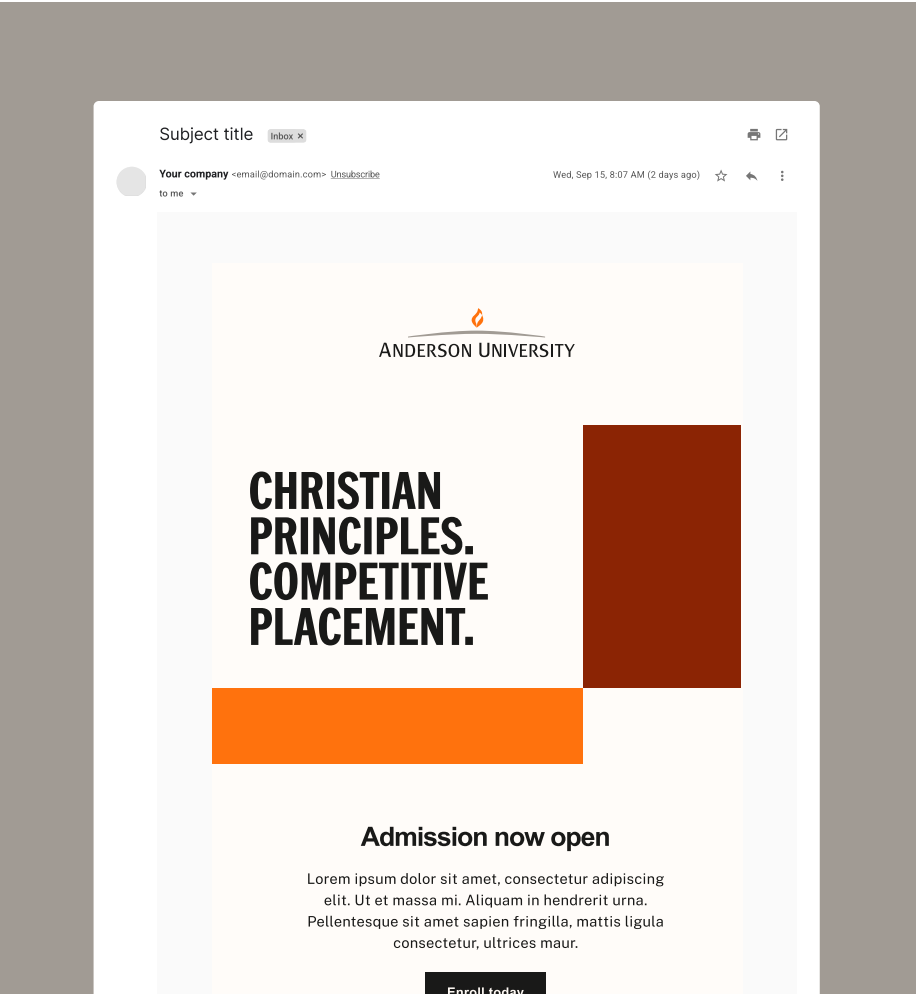 Subject title Inbox ×
Your company <email@domain.com> Unsubscribe Wed, Sep 15, 8:07 AM (2 days ago)
to me
ANDERSON UNIVERSITY
CHRISTIAN
PRINCIPLES.
COMPETITIVE
PLACEMENT.
Admission now open
Lorem ipsum dolor sit amet, consectetur adipiscing
elit. Ut et massa mi. Aliquam in hendrerit urna.
Pellentesque sit amet sapien fringilla, mattis ligula
consectetur, ultrices maur.
Enroll today